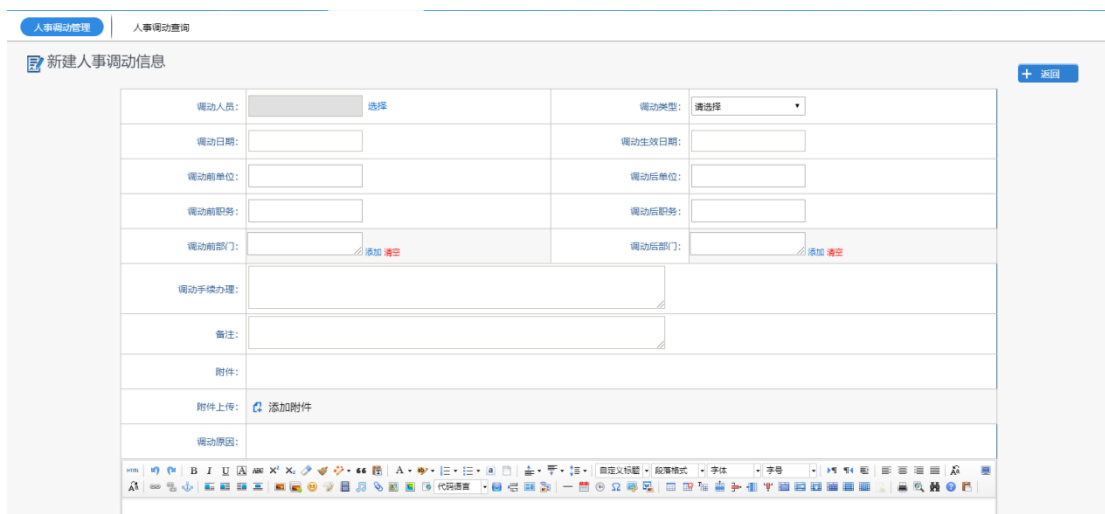 人事调动管理 人事调动查询
新建人事调动信息
返回
调动人员: 选择 调动类型: 请选择
调动日期: 调动生效日期:
调动前单位: 调动后单位:
调动前职务: 调动后职务:
调动前部门: 添加 清空 调动后部门: 添加 清空
调动手续办理:
备注:
附件:
附件上传: 添加附件
调动原因:
HTML B I U A ABC X² X₂ 66 A 自定义标题 段落格式 字体 字号
代码语言 Ω